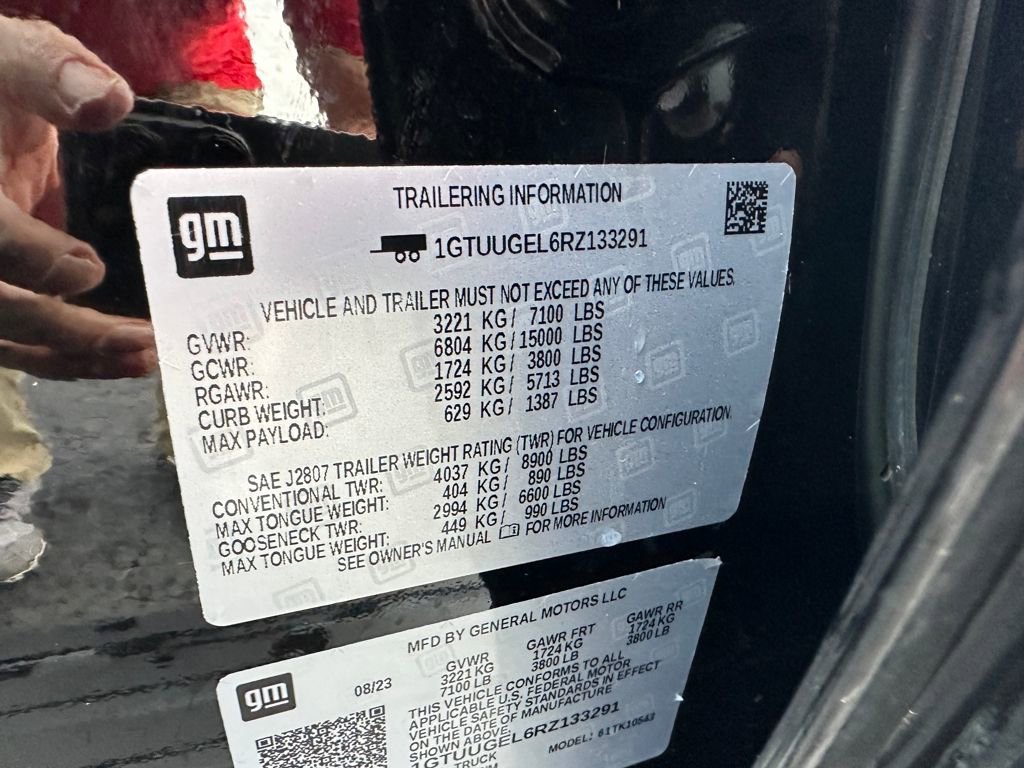 gm
TRAILERING INFORMATION
1GTUUGEL6RZ133291
VEHICLE AND TRAILER MUST NOT EXCEED ANY OF THESE VALUES.
GVWR: 3221 KG/ 7100 LBS
GCWR: 6804 KG/15000 LBS
RGAWR: 1724 KG/ 3800 LBS
CURB WEIGHT: 2592 KG/ 5713 LBS
MAX PAYLOAD: 629 KG/ 1387 LBS
SAE J2807 TRAILER WEIGHT RATING (TWR) FOR VEHICLE CONFIGURATION.
CONVENTIONAL TWR: 4037 KG/ 8900 LBS
MAX TONGUE WEIGHT: 404 KG/ 890 LBS
GOOSENECK TWR: 2994 KG/ 6600 LBS
MAX TONGUE WEIGHT: 449 KG/ 990 LBS
SEE OWNER'S MANUAL FOR MORE INFORMATION
gm
08/23
MFD BY GENERAL MOTORS LLC
GVWR GAWR FRT GAWR RR
3221 KG 1724 KG 1724 KG
7100 LB 3800 LB 3800 LB
THIS VEHICLE CONFORMS TO ALL
APPLICABLE U.S. FEDERAL MOTOR
VEHICLE SAFETY STANDARDS IN EFFECT
ON THE DATE OF MANUFACTURE
SHOWN ABOVE.
1GTUUGEL6RZ133291
TRUCK MODEL: 61TK10543